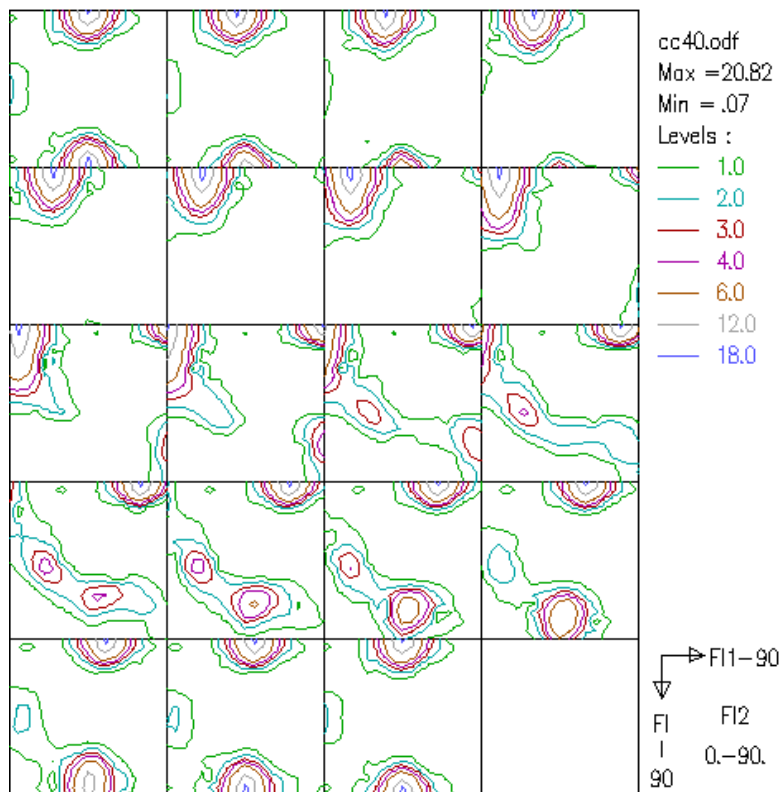 cc40.odf
Max =20.82
Min = .07
Levels :
1.0
2.0
3.0
4.0
6.0
12.0
18.0
FI1-90
FI
|
90
FI2
0.-90.